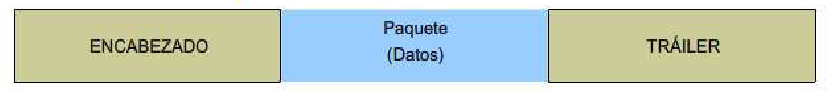 ENCABEZADO
Paquete
(Datos)
TRÁILER